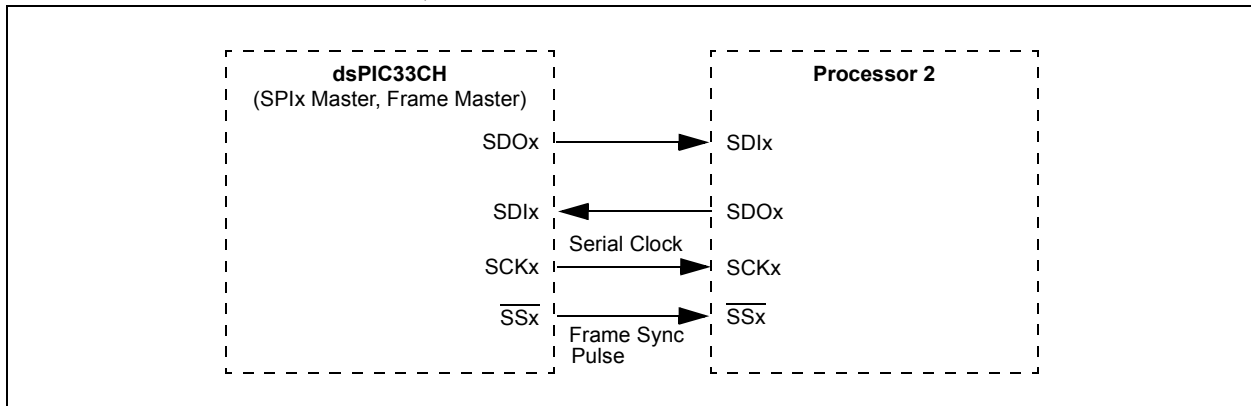 dsPIC33CH
(SPIx Master, Frame Master)
Processor 2
SDOx
SDIx
SDIx
SDOx
Serial Clock
SCKx
SCKx
SSx
SSx
Frame Sync
Pulse